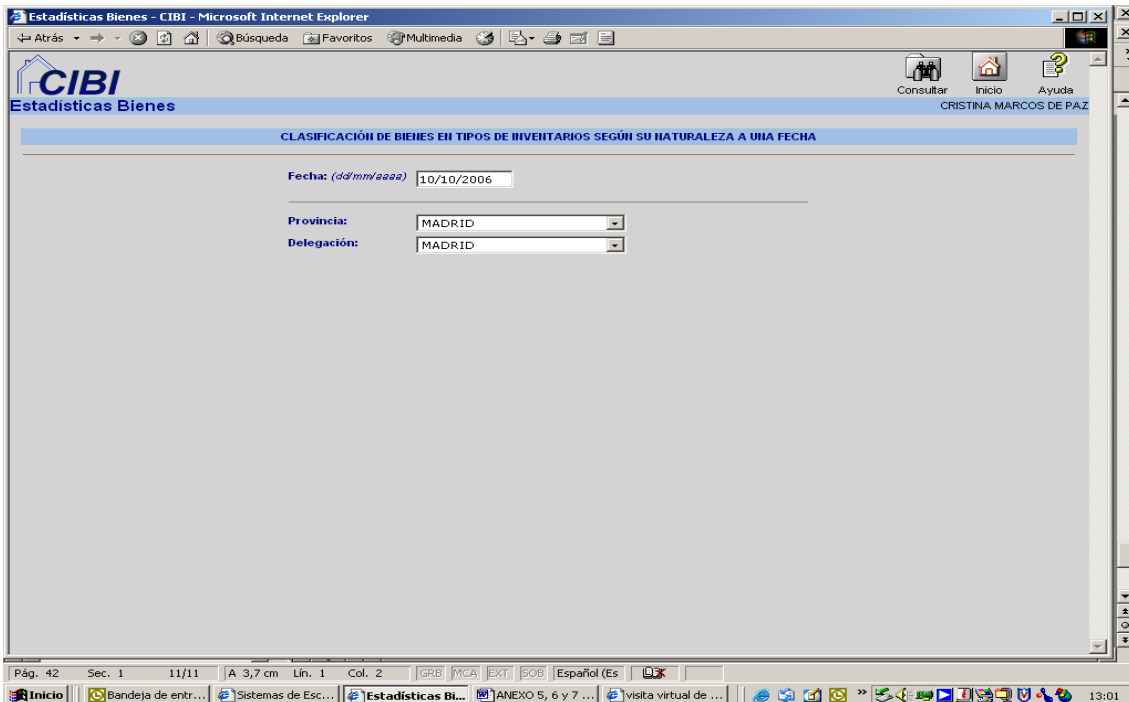 Estadísticas Bienes - CIBI - Microsoft Internet Explorer
Atrás Búsqueda Favoritos Multimedia
CIBI
Consultar Inicio Ayuda
Estadísticas Bienes CRISTINA MARCOS DE PAZ
CLASIFICACIÓN DE BIENES EN TIPOS DE INVENTARIOS SEGÚN SU NATURALEZA A UNA FECHA
Fecha: (dd/mm/aaaa) 10/10/2006
Provincia: MADRID
Delegación: MADRID
Pág. 42 Sec. 1 11/11 A 3,7 cm Lín. 1 Col. 2 GRB MCA EXT SOB Español (Es
Inicio Bandeja de entr... Sistemas de Esc... Estadísticas Bi... ANEXO 5, 6 y 7 ... visita virtual de ... » 13:01